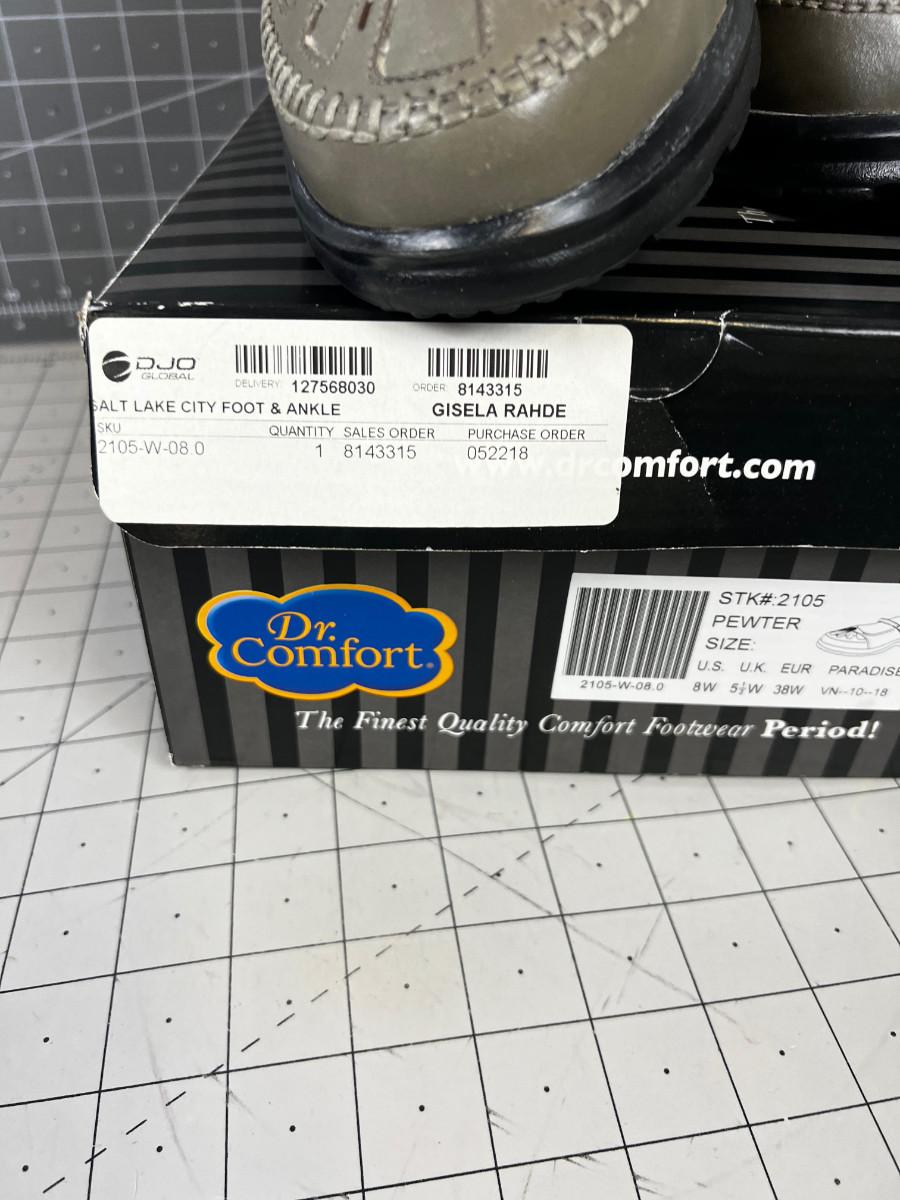 DJO
GLOBAL
DELIVERY: 127568030
ORDER: 8143315
SALT LAKE CITY FOOT & ANKLE
GISELA RAHDE
SKU QUANTITY SALES ORDER PURCHASE ORDER
2105-W-08.0 1 8143315 052218
www.drcomfort.com
Dr.
Comfort®
The Finest Quality Comfort Footwear Period!
2105-W-08.0
STK#:2105
PEWTER
SIZE:
U.S. U.K. EUR PARADISE
8W 5½W 38W VN--10--18